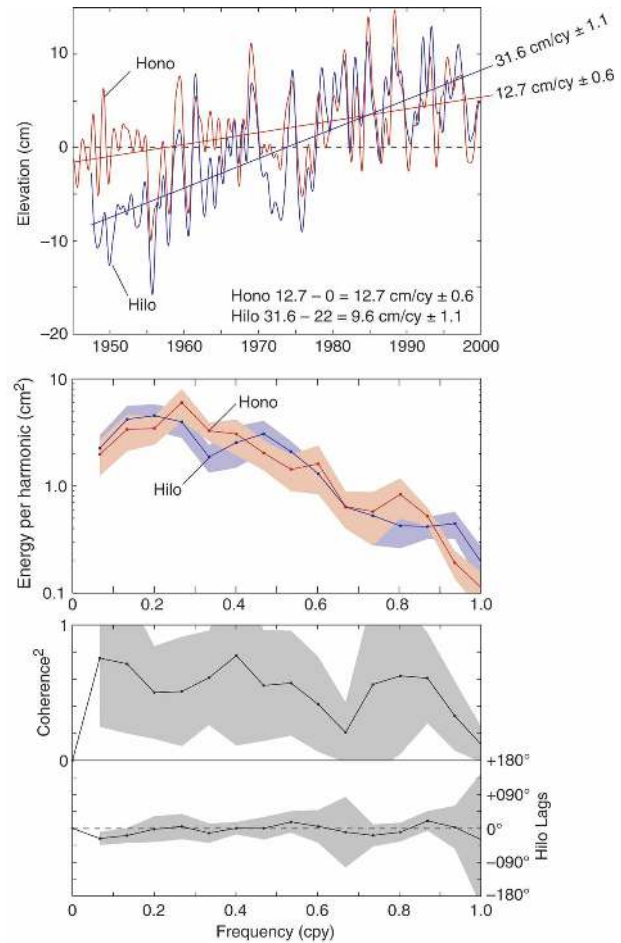 10
0
−10
−20
Elevation (cm)
Hono
Hilo
31.6 cm/cy ± 1.1
12.7 cm/cy ± 0.6
Hono 12.7 − 0 = 12.7 cm/cy ± 0.6
Hilo 31.6 − 22 = 9.6 cm/cy ± 1.1
1950 1960 1970 1980 1990 2000
10
1.0
0.1
Energy per harmonic (cm²)
Hono
Hilo
0 0.2 0.4 0.6 0.8 1.0
1
0
Coherence²
+180°
+090°
0°
−090°
−180°
Hilo Lags
0 0.2 0.4 0.6 0.8 1.0
Frequency (cpy)